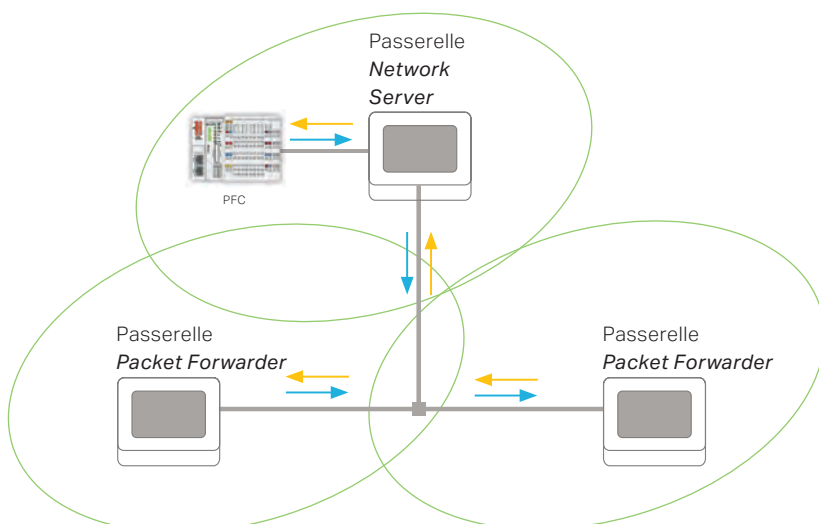 Passerelle
Network
Server
PFC
Passerelle
Packet Forwarder
Passerelle
Packet Forwarder